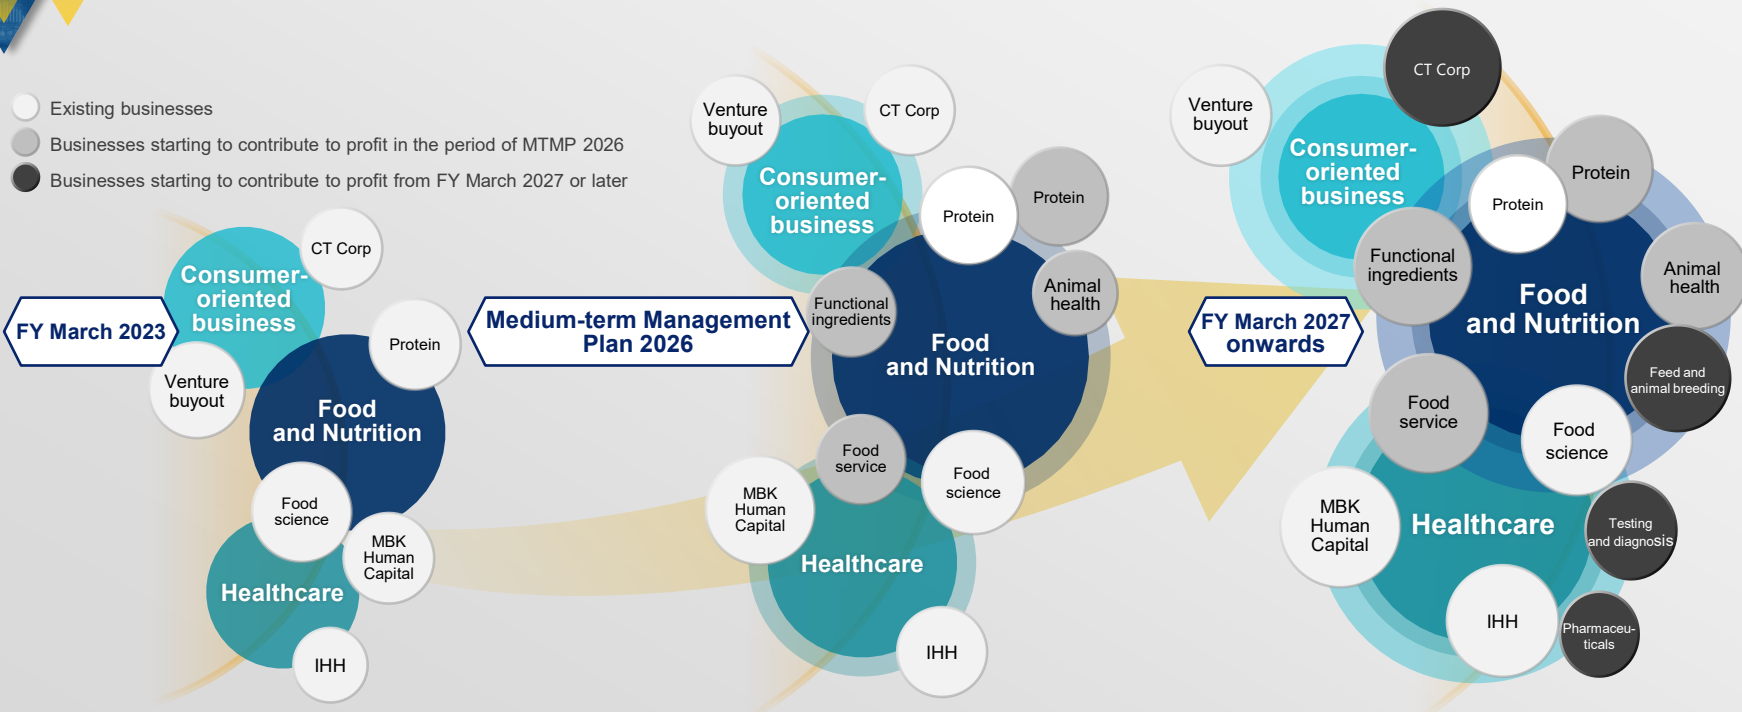 Existing businesses
Businesses starting to contribute to profit in the period of MTMP 2026
Businesses starting to contribute to profit from FY March 2027 or later
FY March 2023
CT Corp
Consumer-
oriented
business
Protein
Venture
buyout
Food
and Nutrition
Food
science
MBK
Human
Capital
Healthcare
IHH
Medium-term Management
Plan 2026
Venture
buyout
CT Corp
Consumer-
oriented
business
Protein
Protein
Animal
health
Functional
ingredients
Food
and Nutrition
Food
service
Food
science
MBK
Human
Capital
Healthcare
IHH
FY March 2027
onwards
CT Corp
Venture
buyout
Consumer-
oriented
business
Protein
Protein
Functional
ingredients
Animal
health
Food
and Nutrition
Feed and
animal breeding
Food
service
Food
science
MBK
Human
Capital
Healthcare
Testing
and diagnosis
IHH
Pharmaceu-
ticals